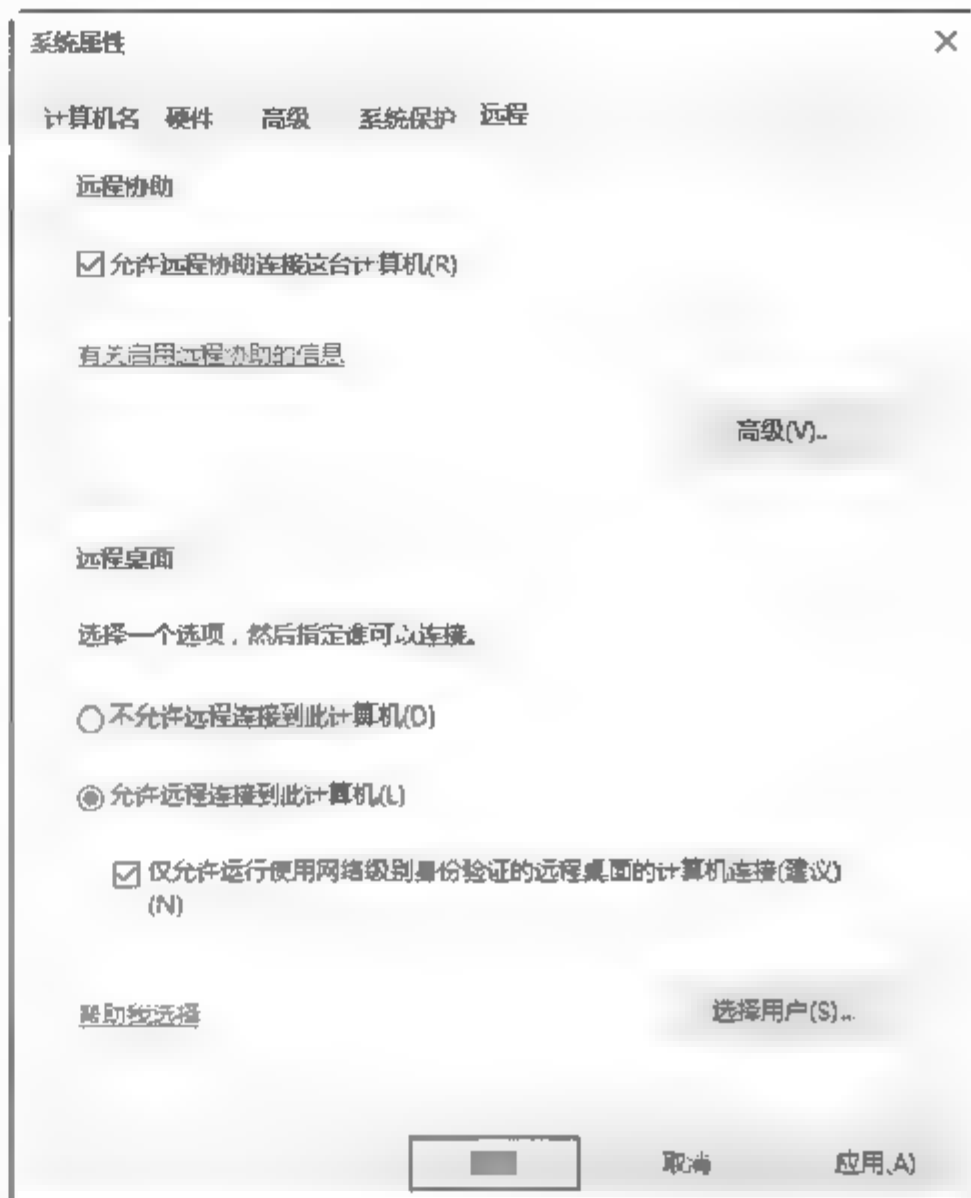 系统属性
计算机名 硬件 高级 系统保护 远程
远程协助
允许远程协助连接这台计算机(R)
有关启用远程协助的信息
高级(V)...
远程桌面
选择一个选项，然后指定谁可以连接。
不允许远程连接到此计算机(D)
允许远程连接到此计算机(L)
仅允许运行使用网络级别身份验证的远程桌面的计算机连接(建议)
(N)
帮助我选择
选择用户(S)...
取消 应用(A)